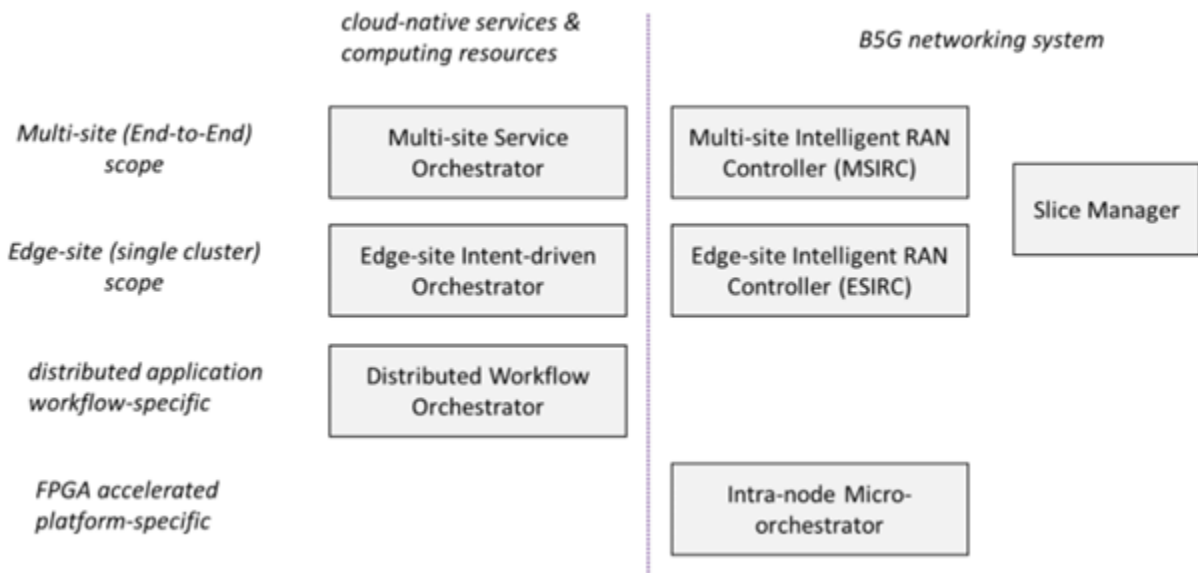 cloud-native services &
computing resources
B5G networking system
Multi-site (End-to-End)
scope
Multi-site Service
Orchestrator
Multi-site Intelligent RAN
Controller (MSIRC)
Slice Manager
Edge-site (single cluster)
scope
Edge-site Intent-driven
Orchestrator
Edge-site Intelligent RAN
Controller (ESIRC)
distributed application
workflow-specific
Distributed Workflow
Orchestrator
FPGA accelerated
platform-specific
Intra-node Micro-
orchestrator